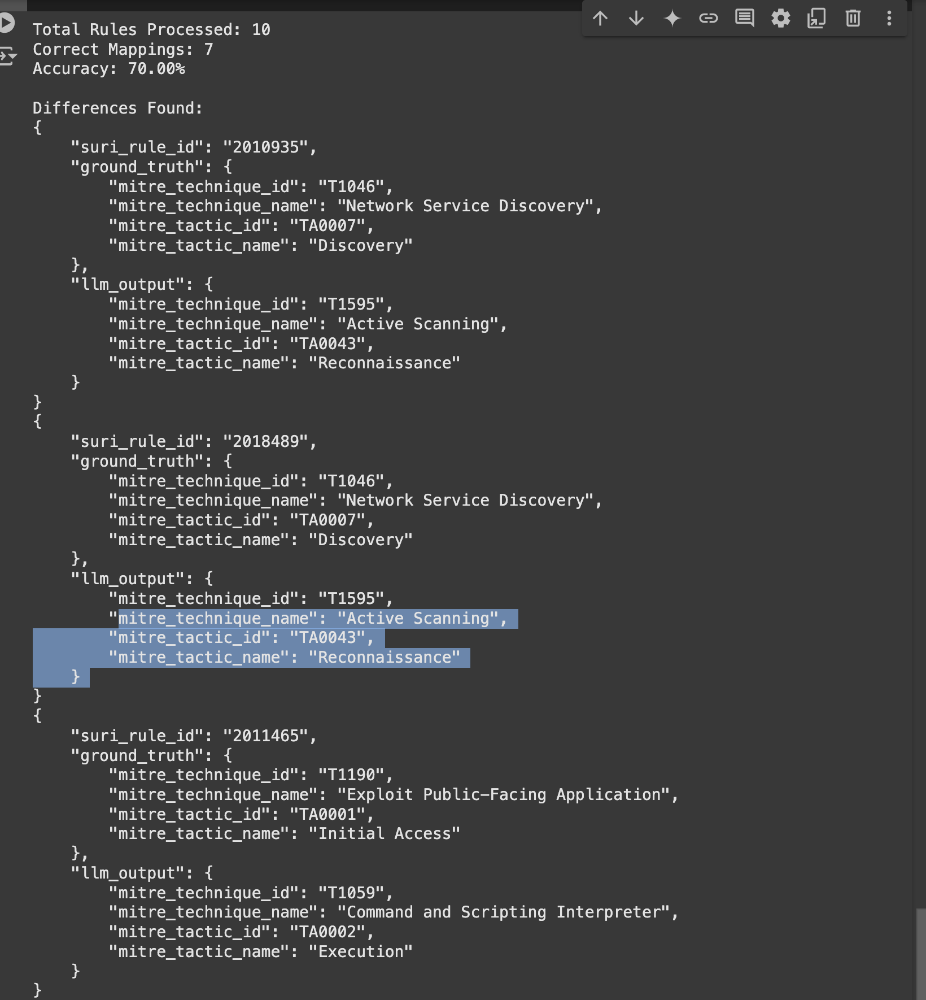 Total Rules Processed: 10
Correct Mappings: 7
Accuracy: 70.00%
Differences Found:
{
"suri_rule_id": "2010935",
"ground_truth": {
"mitre_technique_id": "T1046",
"mitre_technique_name": "Network Service Discovery",
"mitre_tactic_id": "TA0007",
"mitre_tactic_name": "Discovery"
},
"llm_output": {
"mitre_technique_id": "T1595",
"mitre_technique_name": "Active Scanning",
"mitre_tactic_id": "TA0043",
"mitre_tactic_name": "Reconnaissance"
}
}
{
"suri_rule_id": "2018489",
"ground_truth": {
"mitre_technique_id": "T1046",
"mitre_technique_name": "Network Service Discovery",
"mitre_tactic_id": "TA0007",
"mitre_tactic_name": "Discovery"
},
"llm_output": {
"mitre_technique_id": "T1595",
"mitre_technique_name": "Active Scanning",
"mitre_tactic_id": "TA0043",
"mitre_tactic_name": "Reconnaissance"
}
}
{
"suri_rule_id": "2011465",
"ground_truth": {
"mitre_technique_id": "T1190",
"mitre_technique_name": "Exploit Public-Facing Application",
"mitre_tactic_id": "TA0001",
"mitre_tactic_name": "Initial Access"
},
"llm_output": {
"mitre_technique_id": "T1059",
"mitre_technique_name": "Command and Scripting Interpreter",
"mitre_tactic_id": "TA0002",
"mitre_tactic_name": "Execution"
}
}